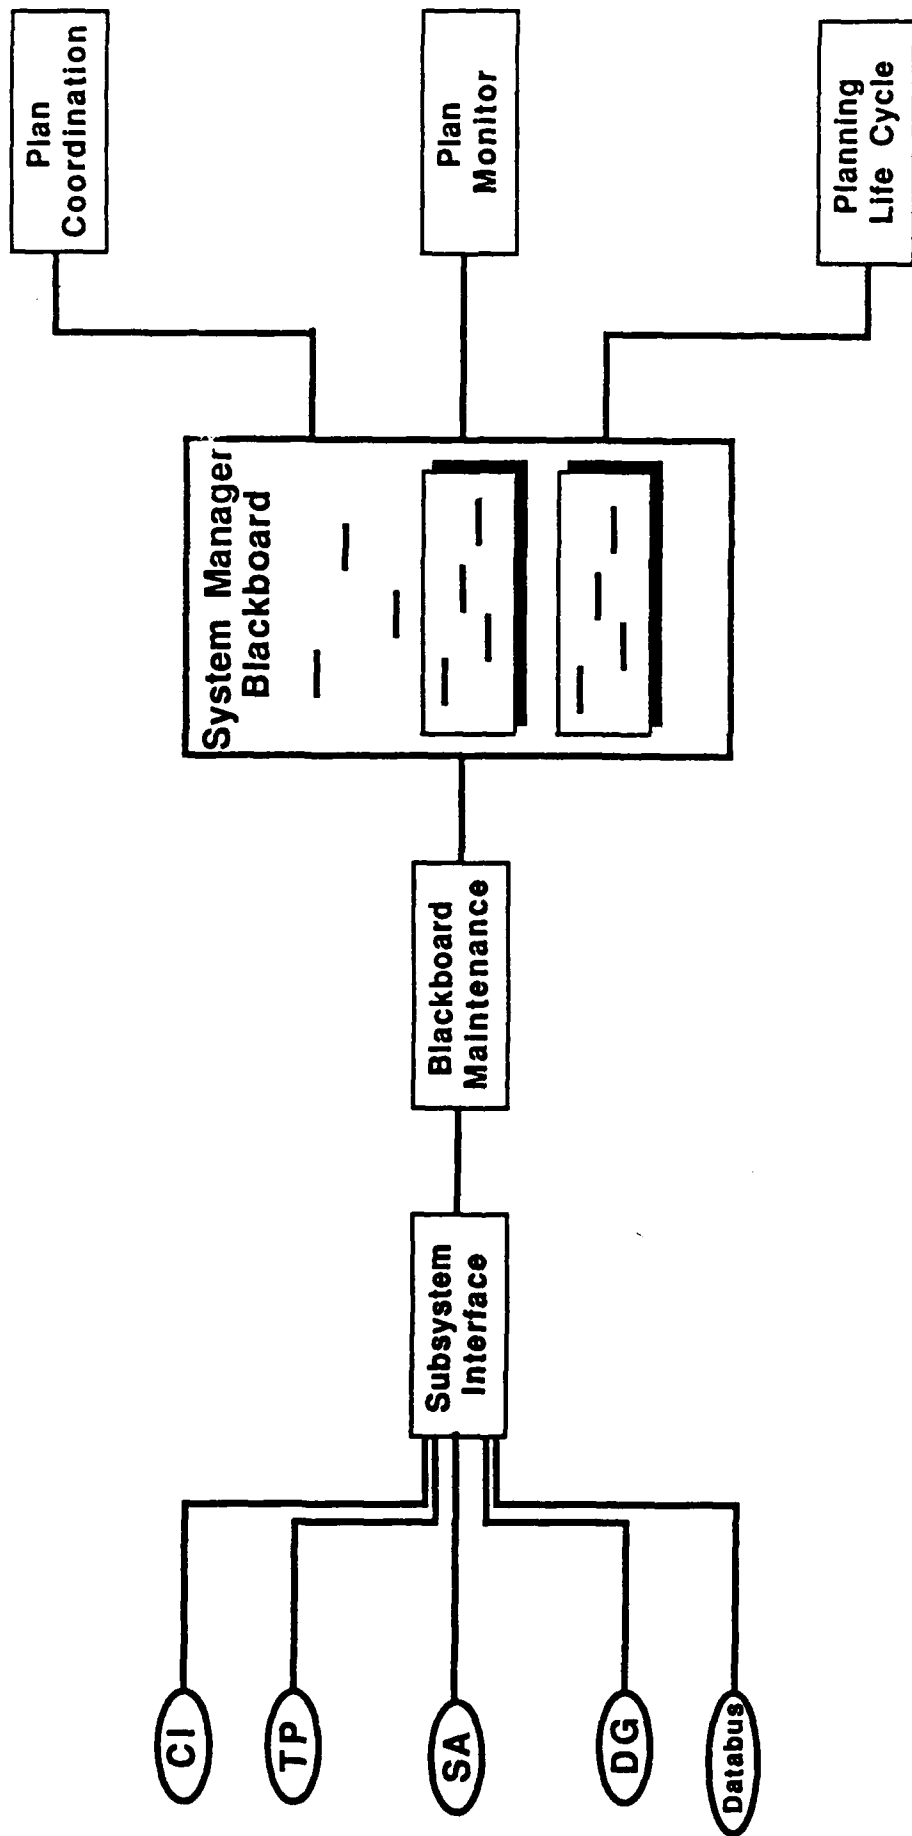 CI
TP
SA
DG
Databus
Subsystem
Interface
Blackboard
Maintenance
System Manager
Blackboard
Plan
Coordination
Plan
Monitor
Planning
Life Cycle